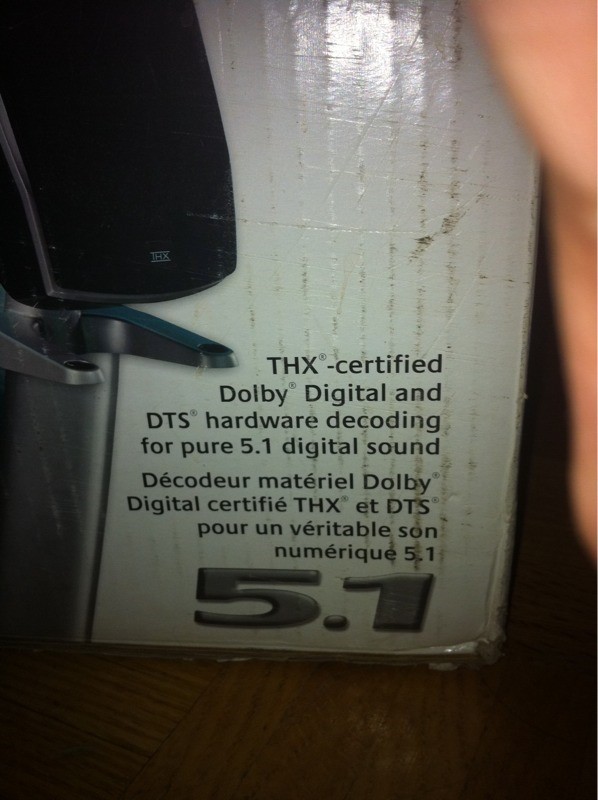 THX
THX®-certified
Dolby® Digital and
DTS® hardware decoding
for pure 5.1 digital sound
Décodeur matériel Dolby®
Digital certifié THX® et DTS®
pour un véritable son
numérique 5.1
5.1